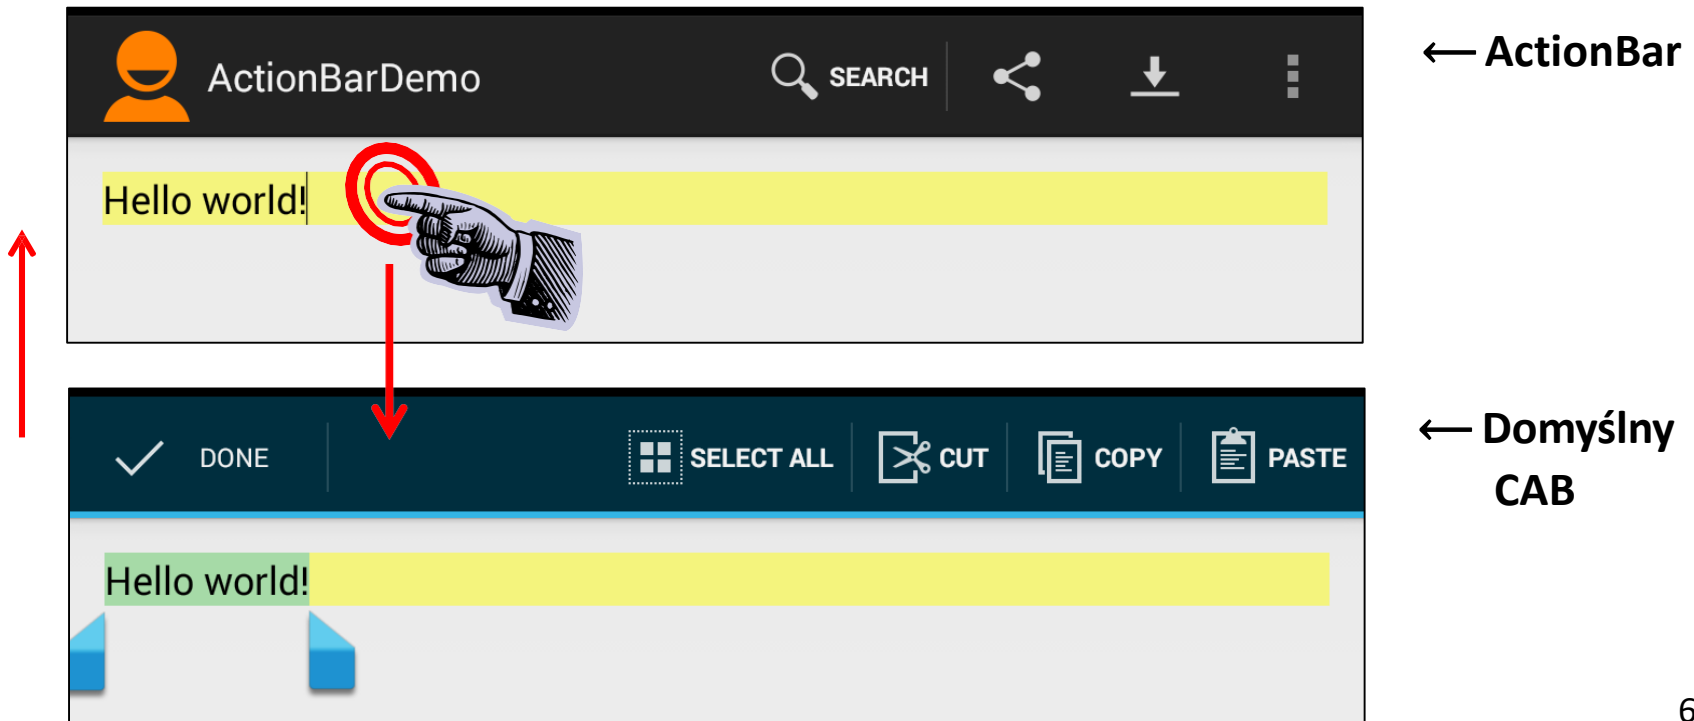 ActionBarDemo SEARCH
← ActionBar
Hello world!
DONE SELECT ALL CUT COPY PASTE
← Domyślny
CAB
Hello world!
6